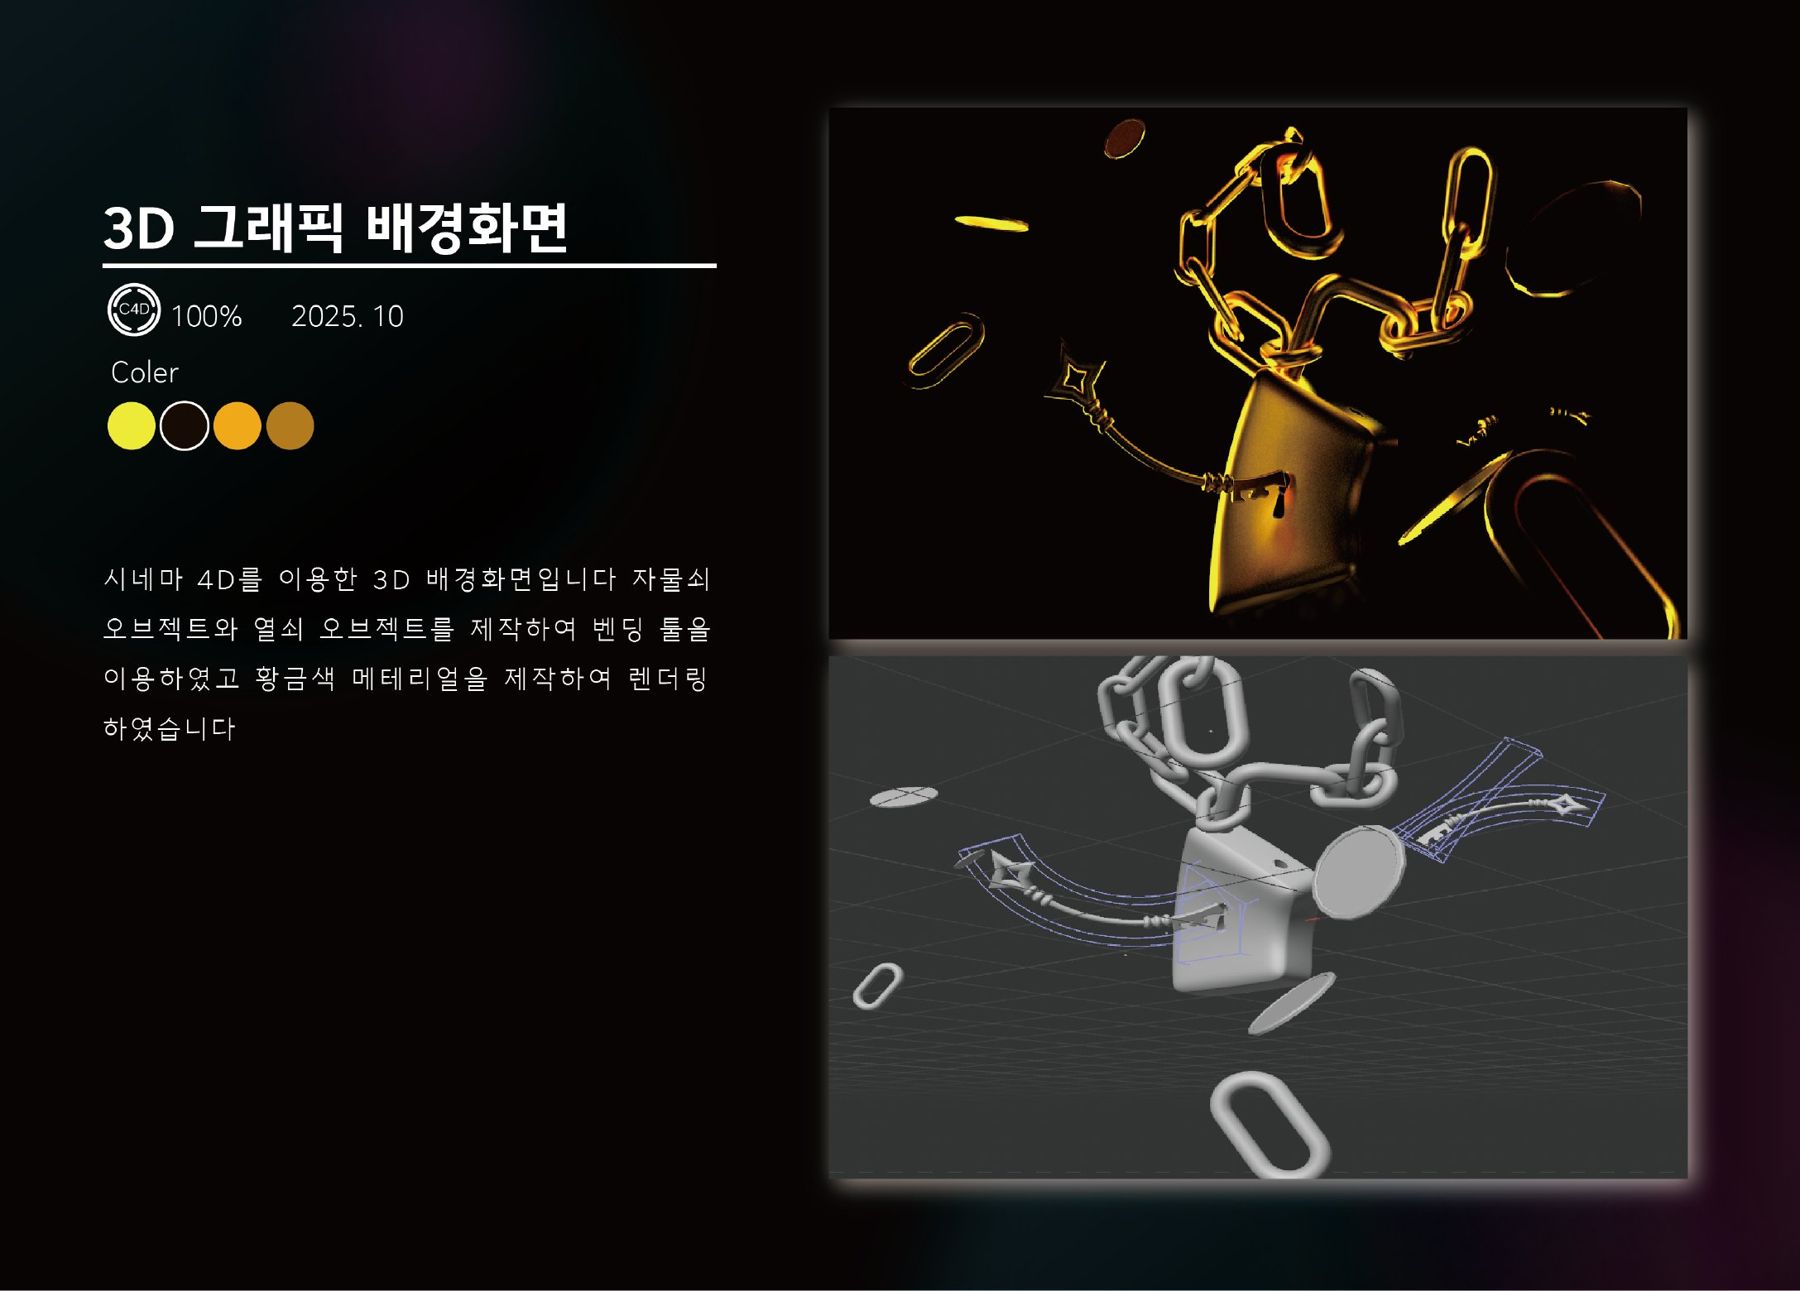 3D 그래픽 배경화면
C4D 100% 2025. 10
Coler
시네마 4D를 이용한 3D 배경화면입니다 자물쇠
오브젝트와 열쇠 오브젝트를 제작하여 벤딩 툴을
이용하였고 황금색 메테리얼을 제작하여 렌더링
하였습니다